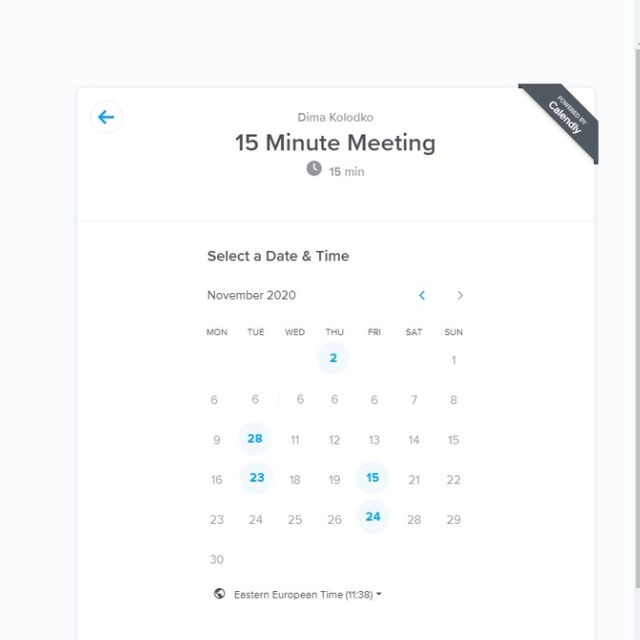 POWERED BY
Calendly
Dima Kolodko
15 Minute Meeting
15 min
Select a Date & Time
November 2020
MON TUE WED THU FRI SAT SUN
2 1
6 6 6 6 6 7 8
9 28 11 12 13 14 15
16 23 18 19 15 21 22
23 24 25 26 24 28 29
30
Eastern European Time (11:38)